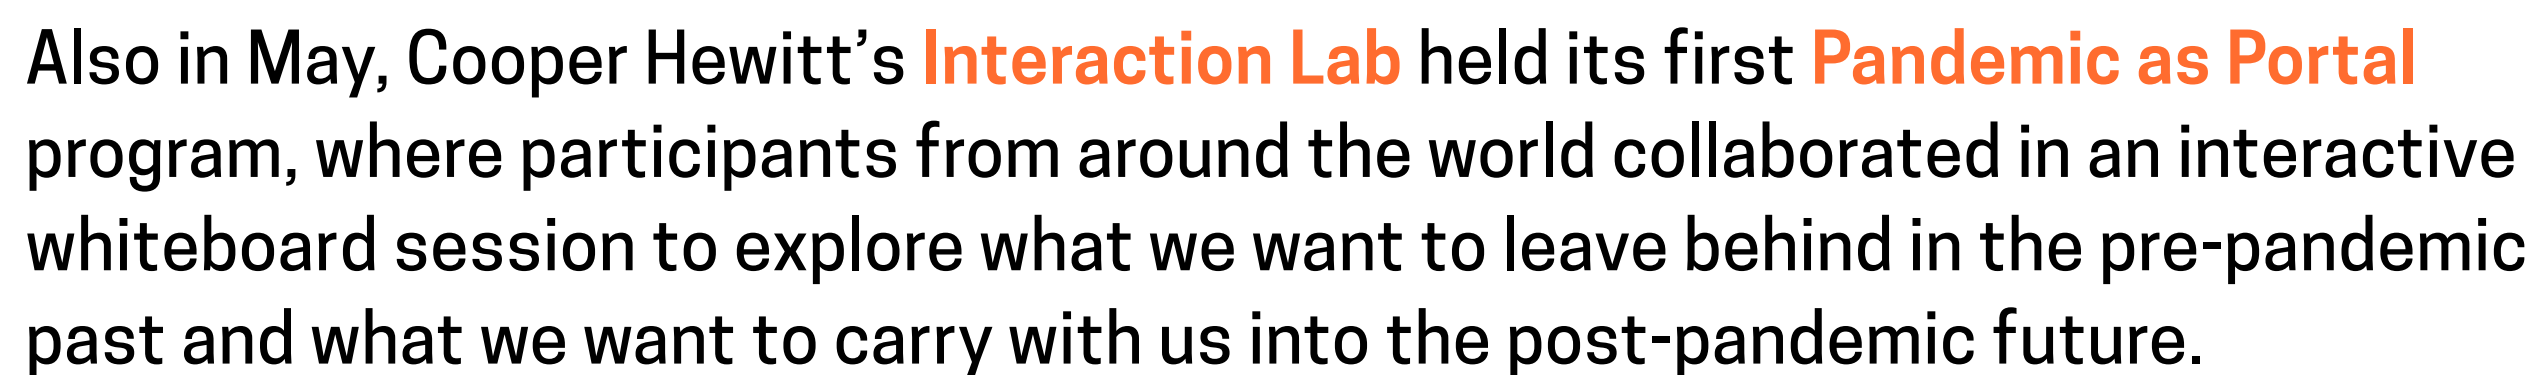 Also in May, Cooper Hewitt’s Interaction Lab held its first Pandemic as Portal
program, where participants from around the world collaborated in an interactive
whiteboard session to explore what we want to leave behind in the pre-pandemic
past and what we want to carry with us into the post-pandemic future.